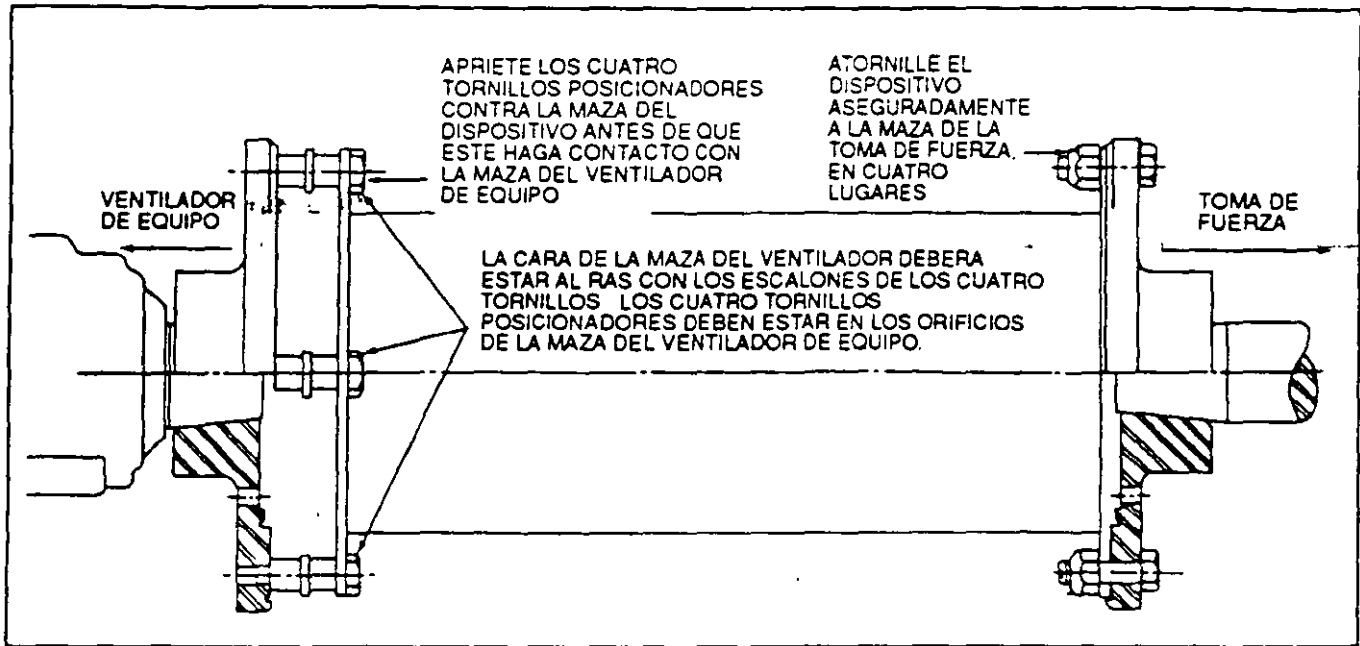 APRIETE LOS CUATRO
TORNILLOS POSICIONADORES
CONTRA LA MAZA DEL
DISPOSITIVO ANTES DE QUE
ESTE HAGA CONTACTO CON
LA MAZA DEL VENTILADOR
DE EQUIPO
ATORNILLE EL
DISPOSITIVO
ASEGURADAMENTE
A LA MAZA DE LA
TOMA DE FUERZA.
EN CUATRO
LUGARES
VENTILADOR
DE EQUIPO
TOMA DE
FUERZA
LA CARA DE LA MAZA DEL VENTILADOR DEBERA
ESTAR AL RAS CON LOS ESCALONES DE LOS CUATRO
TORNILLOS LOS CUATRO TORNILLOS
POSICIONADORES DEBEN ESTAR EN LOS ORIFICIOS
DE LA MAZA DEL VENTILADOR DE EQUIPO.